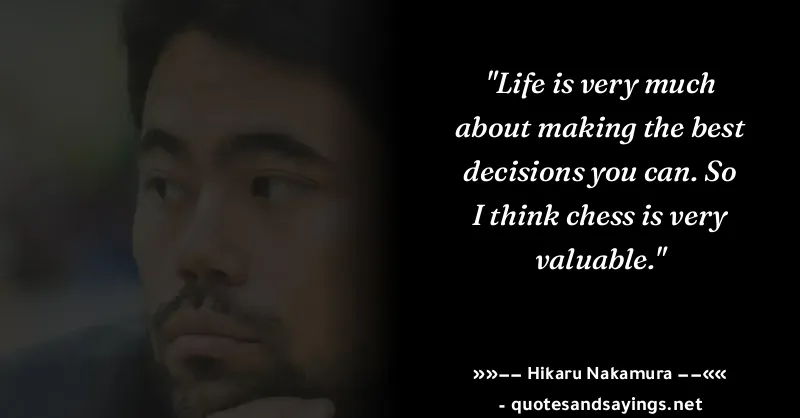 "Life is very much
about making the best
decisions you can. So
I think chess is very
valuable."
»»−− Hikaru Nakamura −−««
- quotesandsayings.net